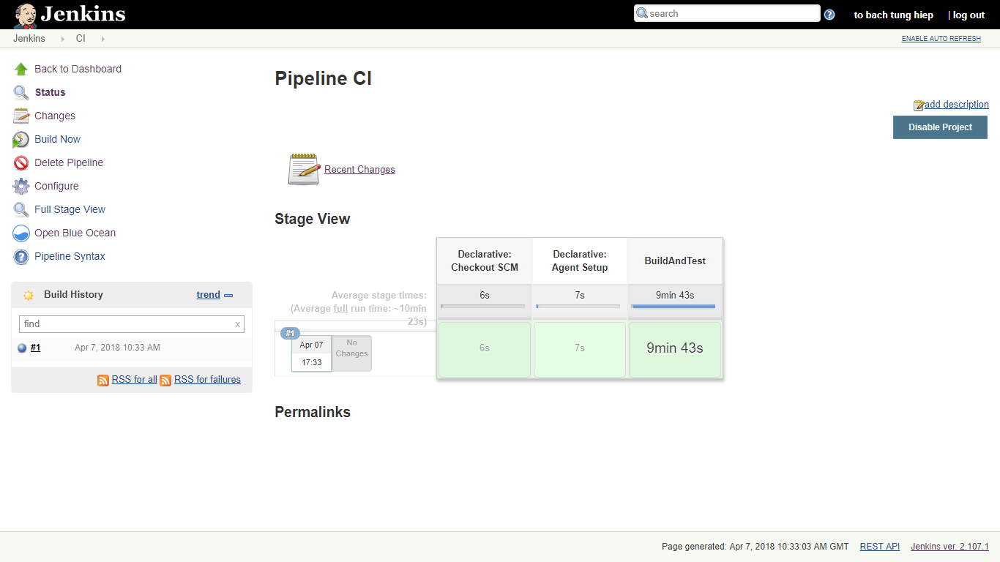 Jenkins
search
to bach tung hiep
| log out
Jenkins
CI
ENABLE AUTO REFRESH
Back to Dashboard
Status
Changes
Build Now
Delete Pipeline
Configure
Full Stage View
Open Blue Ocean
Pipeline Syntax
Build History
trend
find
x
#1
Apr 7, 2018 10:33 AM
RSS for all
RSS for failures
Pipeline CI
add description
Disable Project
Recent Changes
Stage View
Declarative:
Checkout SCM
Declarative:
Agent Setup
BuildAndTest
Average stage times:
(Average full run time: ~10min
23s)
6s
7s
9min 43s
#1
Apr 07
17:33
No
Changes
6s
7s
9min 43s
Permalinks
Page generated: Apr 7, 2018 10:33:03 AM GMT
REST API
Jenkins ver. 2.107.1